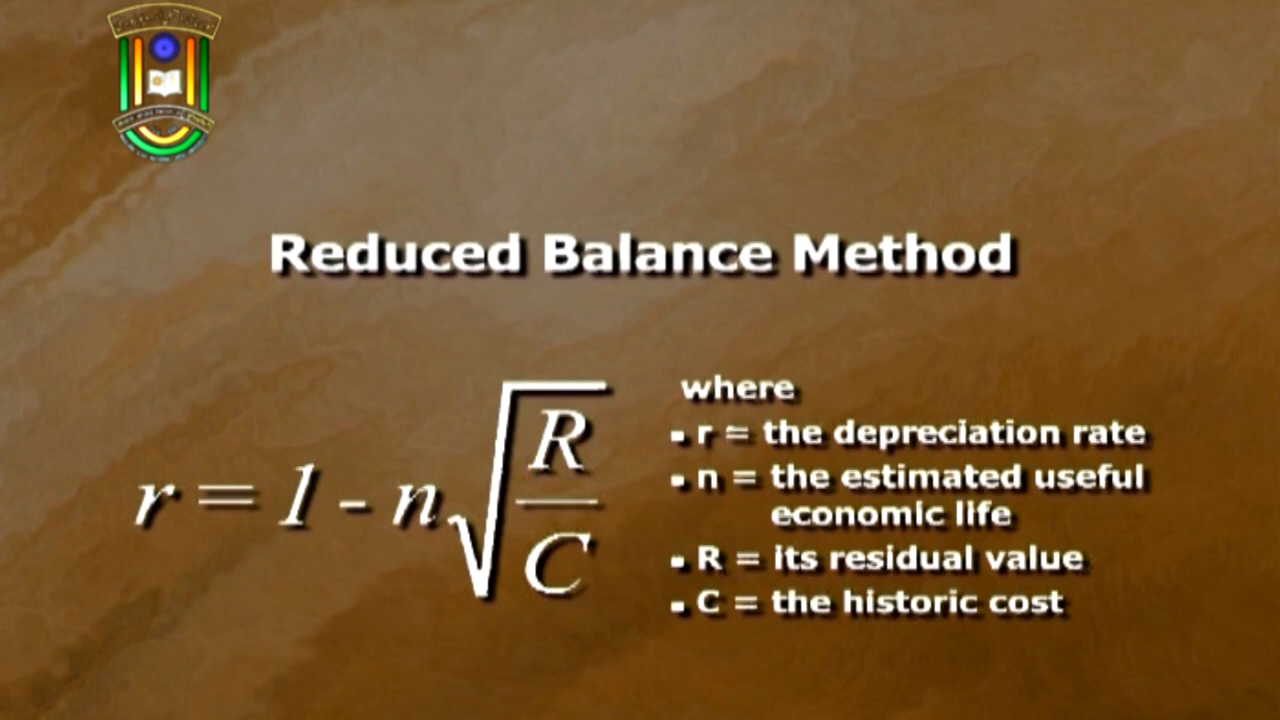 Reduced Balance Method
r = 1 - n√R/C
where
▪ r = the depreciation rate
▪ n = the estimated useful
economic life
▪ R = its residual value
▪ C = the historic cost